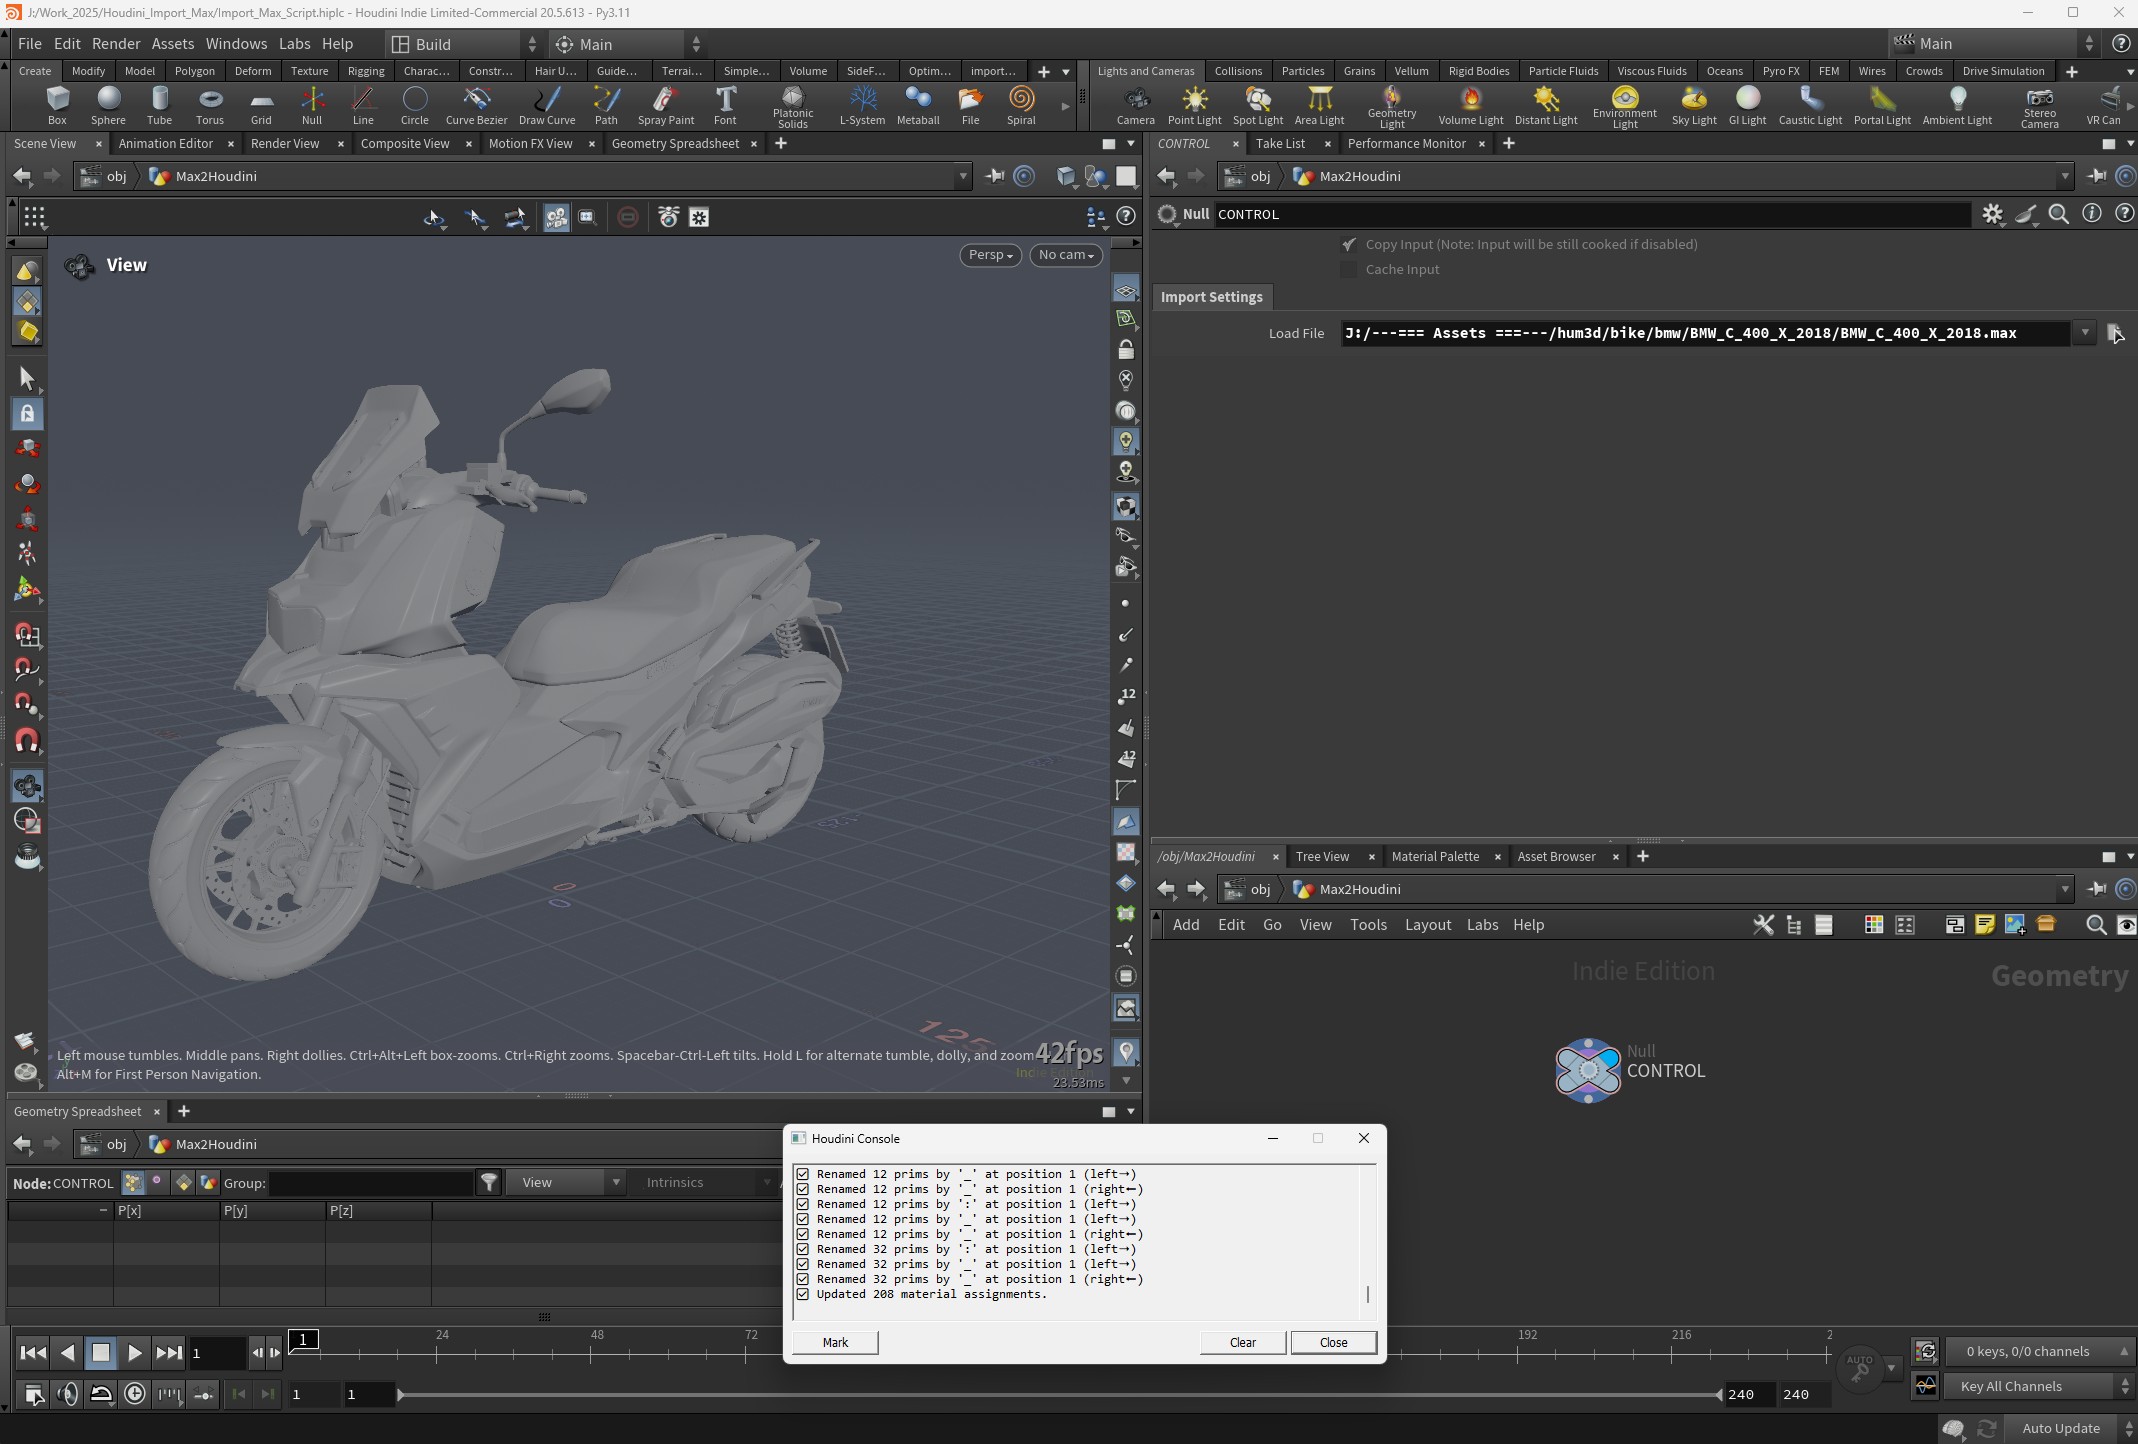 J:/Work_2025/Houdini_Import_Max/Import_Max_Script.hiplc - Houdini Indie Limited-Commercial 20.5.613 - Py3.11
File Edit Render Assets Windows Labs Help Build Main Main
Create Modify Model Polygon Deform Texture Rigging Charac... Constr... Hair U... Guide... Terrai... Simple... Volume SideF... Optim... import...
Lights and Cameras Collisions Particles Grains Vellum Rigid Bodies Particle Fluids Viscous Fluids Oceans Pyro FX FEM Wires Crowds Drive Simulation
Box Sphere Tube Torus Grid Null Line Circle Curve Bezier Draw Curve Path Spray Paint Font Platonic Solids L-System Metaball File Spiral
Camera Point Light Spot Light Area Light Geometry Light Volume Light Distant Light Environment Light Sky Light GI Light Caustic Light Portal Light Ambient Light Stereo Camera VR Cam
Scene View Animation Editor Render View Composite View Motion FX View Geometry Spreadsheet
obj Max2Houdini
View
Persp No cam
12
12
0
0
125
Left mouse tumbles. Middle pans. Right dollies. Ctrl+Alt+Left box-zooms. Ctrl+Right zooms. Spacebar-Ctrl-Left tilts. Hold L for alternate tumble, dolly, and zoom
Alt+M for First Person Navigation.
42fps
23.53ms
CONTROL Take List Performance Monitor
obj Max2Houdini
Null CONTROL
Copy Input (Note: Input will be still cooked if disabled)
Cache Input
Import Settings
Load File J:/---=== Assets ===---/hum3d/bike/bmw/BMW_C_400_X_2018/BMW_C_400_X_2018.max
/obj/Max2Houdini Tree View Material Palette Asset Browser
obj Max2Houdini
Add Edit Go View Tools Layout Labs Help
Indie Edition
Geometry
Null
CONTROL
Geometry Spreadsheet
obj Max2Houdini
Node: CONTROL Group: View Intrinsics
P[x] P[y] P[z]
Houdini Console
Renamed 12 prims by '_' at position 1 (left→)
Renamed 12 prims by '_' at position 1 (right←)
Renamed 12 prims by ':' at position 1 (left→)
Renamed 12 prims by '_' at position 1 (left→)
Renamed 12 prims by '_' at position 1 (right←)
Renamed 32 prims by ':' at position 1 (left→)
Renamed 32 prims by '_' at position 1 (left→)
Renamed 32 prims by '_' at position 1 (right←)
Updated 208 material assignments.
Mark Clear Close
1 1 24 48 72 192 216 2
AUTO
0 keys, 0/0 channels
1 1 240 240
Key All Channels
Auto Update